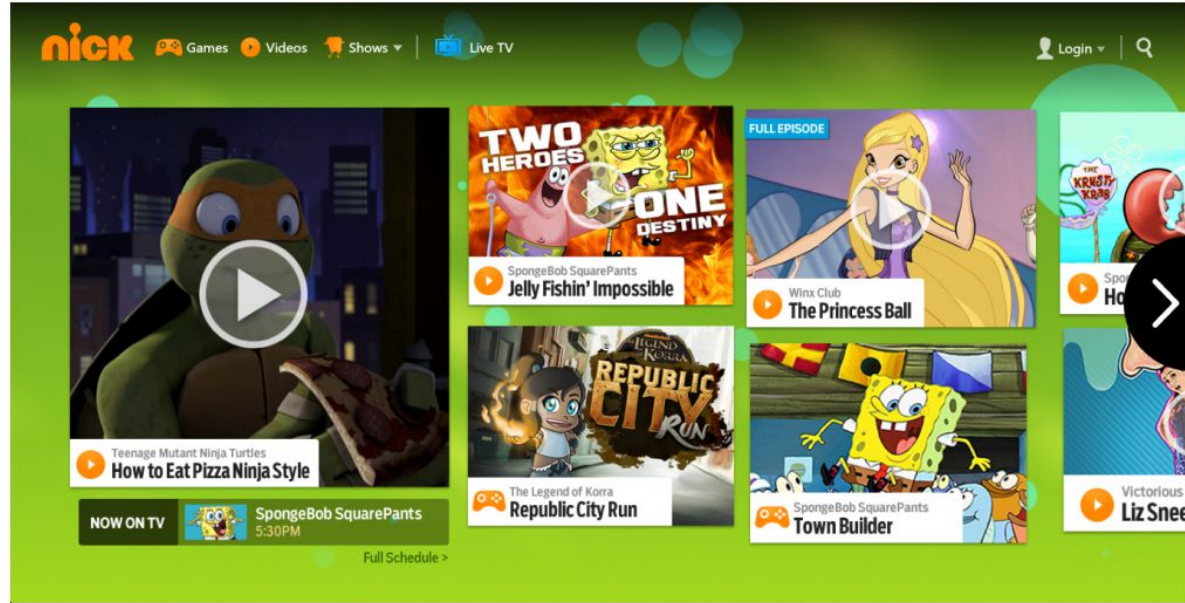 nick
Games Videos Shows Live TV
Login
TWO
HEROES
ONE
DESTINY
SpongeBob SquarePants
Jelly Fishin' Impossible
FULL EPISODE
Winx Club
The Princess Ball
THE
KRUSTY
KRAB
Teenage Mutant Ninja Turtles
How to Eat Pizza Ninja Style
LEGEND
KORRA
REPUBLIC
CITY
RUN
The Legend of Korra
Republic City Run
SpongeBob SquarePants
Town Builder
Victorious
Liz
NOW ON TV
SpongeBob SquarePants
5:30PM
Full Schedule >